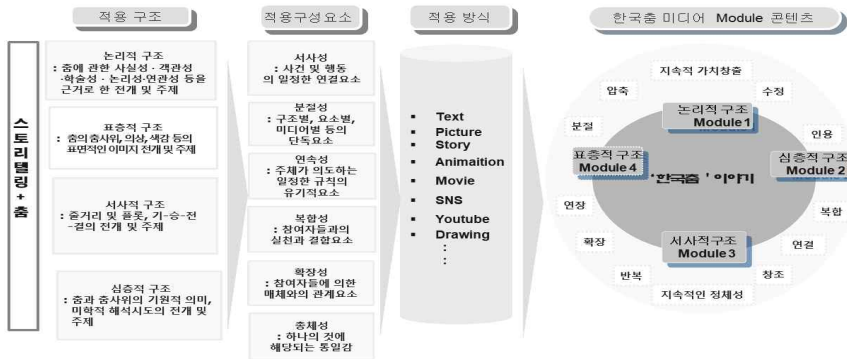 적용 구조
적용구성요소
적용 방식
한국춤 미디어 Module 콘텐츠
스토리텔링+춤
논리적 구조
: 춤에 관한 사실성 · 객관성
·학술성 · 논리성·연관성 등을
근거로 한 전개 및 주제
표층적 구조
: 춤의 춤사위, 의상, 색감 등의
표면적인 이미지 전개 및 주제
서사적 구조
: 줄거리 및 플롯, 기-승-전
-결의 전개 및 주제
심층적 구조
: 춤과 춤사위의 기원적 의미,
미학적 해석시도의 전개 및
주제
서사성
: 사건 및 행동
의 일정한 연결요소
분절성
: 구조별, 요소별,
미디어별 등의
단독요소
연속성
: 주체가 의도하는
일정한 규칙의
유기적요소
복합성
: 참여자들과의
실천과 결합요소
확장성
: 참여자들에 의한
매체와의 관계요소
총체성
: 하나의 것에
해당되는 통일감
▪ Text
▪ Picture
▪ Story
▪ Animaition
▪ Movie
▪ SNS
▪ Youtube
▪ Drawing
:
:
지속적 가치창출
압축
수정
분절
논리적 구조
Module1
인용
표층적 구조
Module 4
'한국춤 ' 이야기
심층적 구조
Module 2
연장
복합
확장
서사적구조
Module3
연결
반복
창조
지속적인 정체성